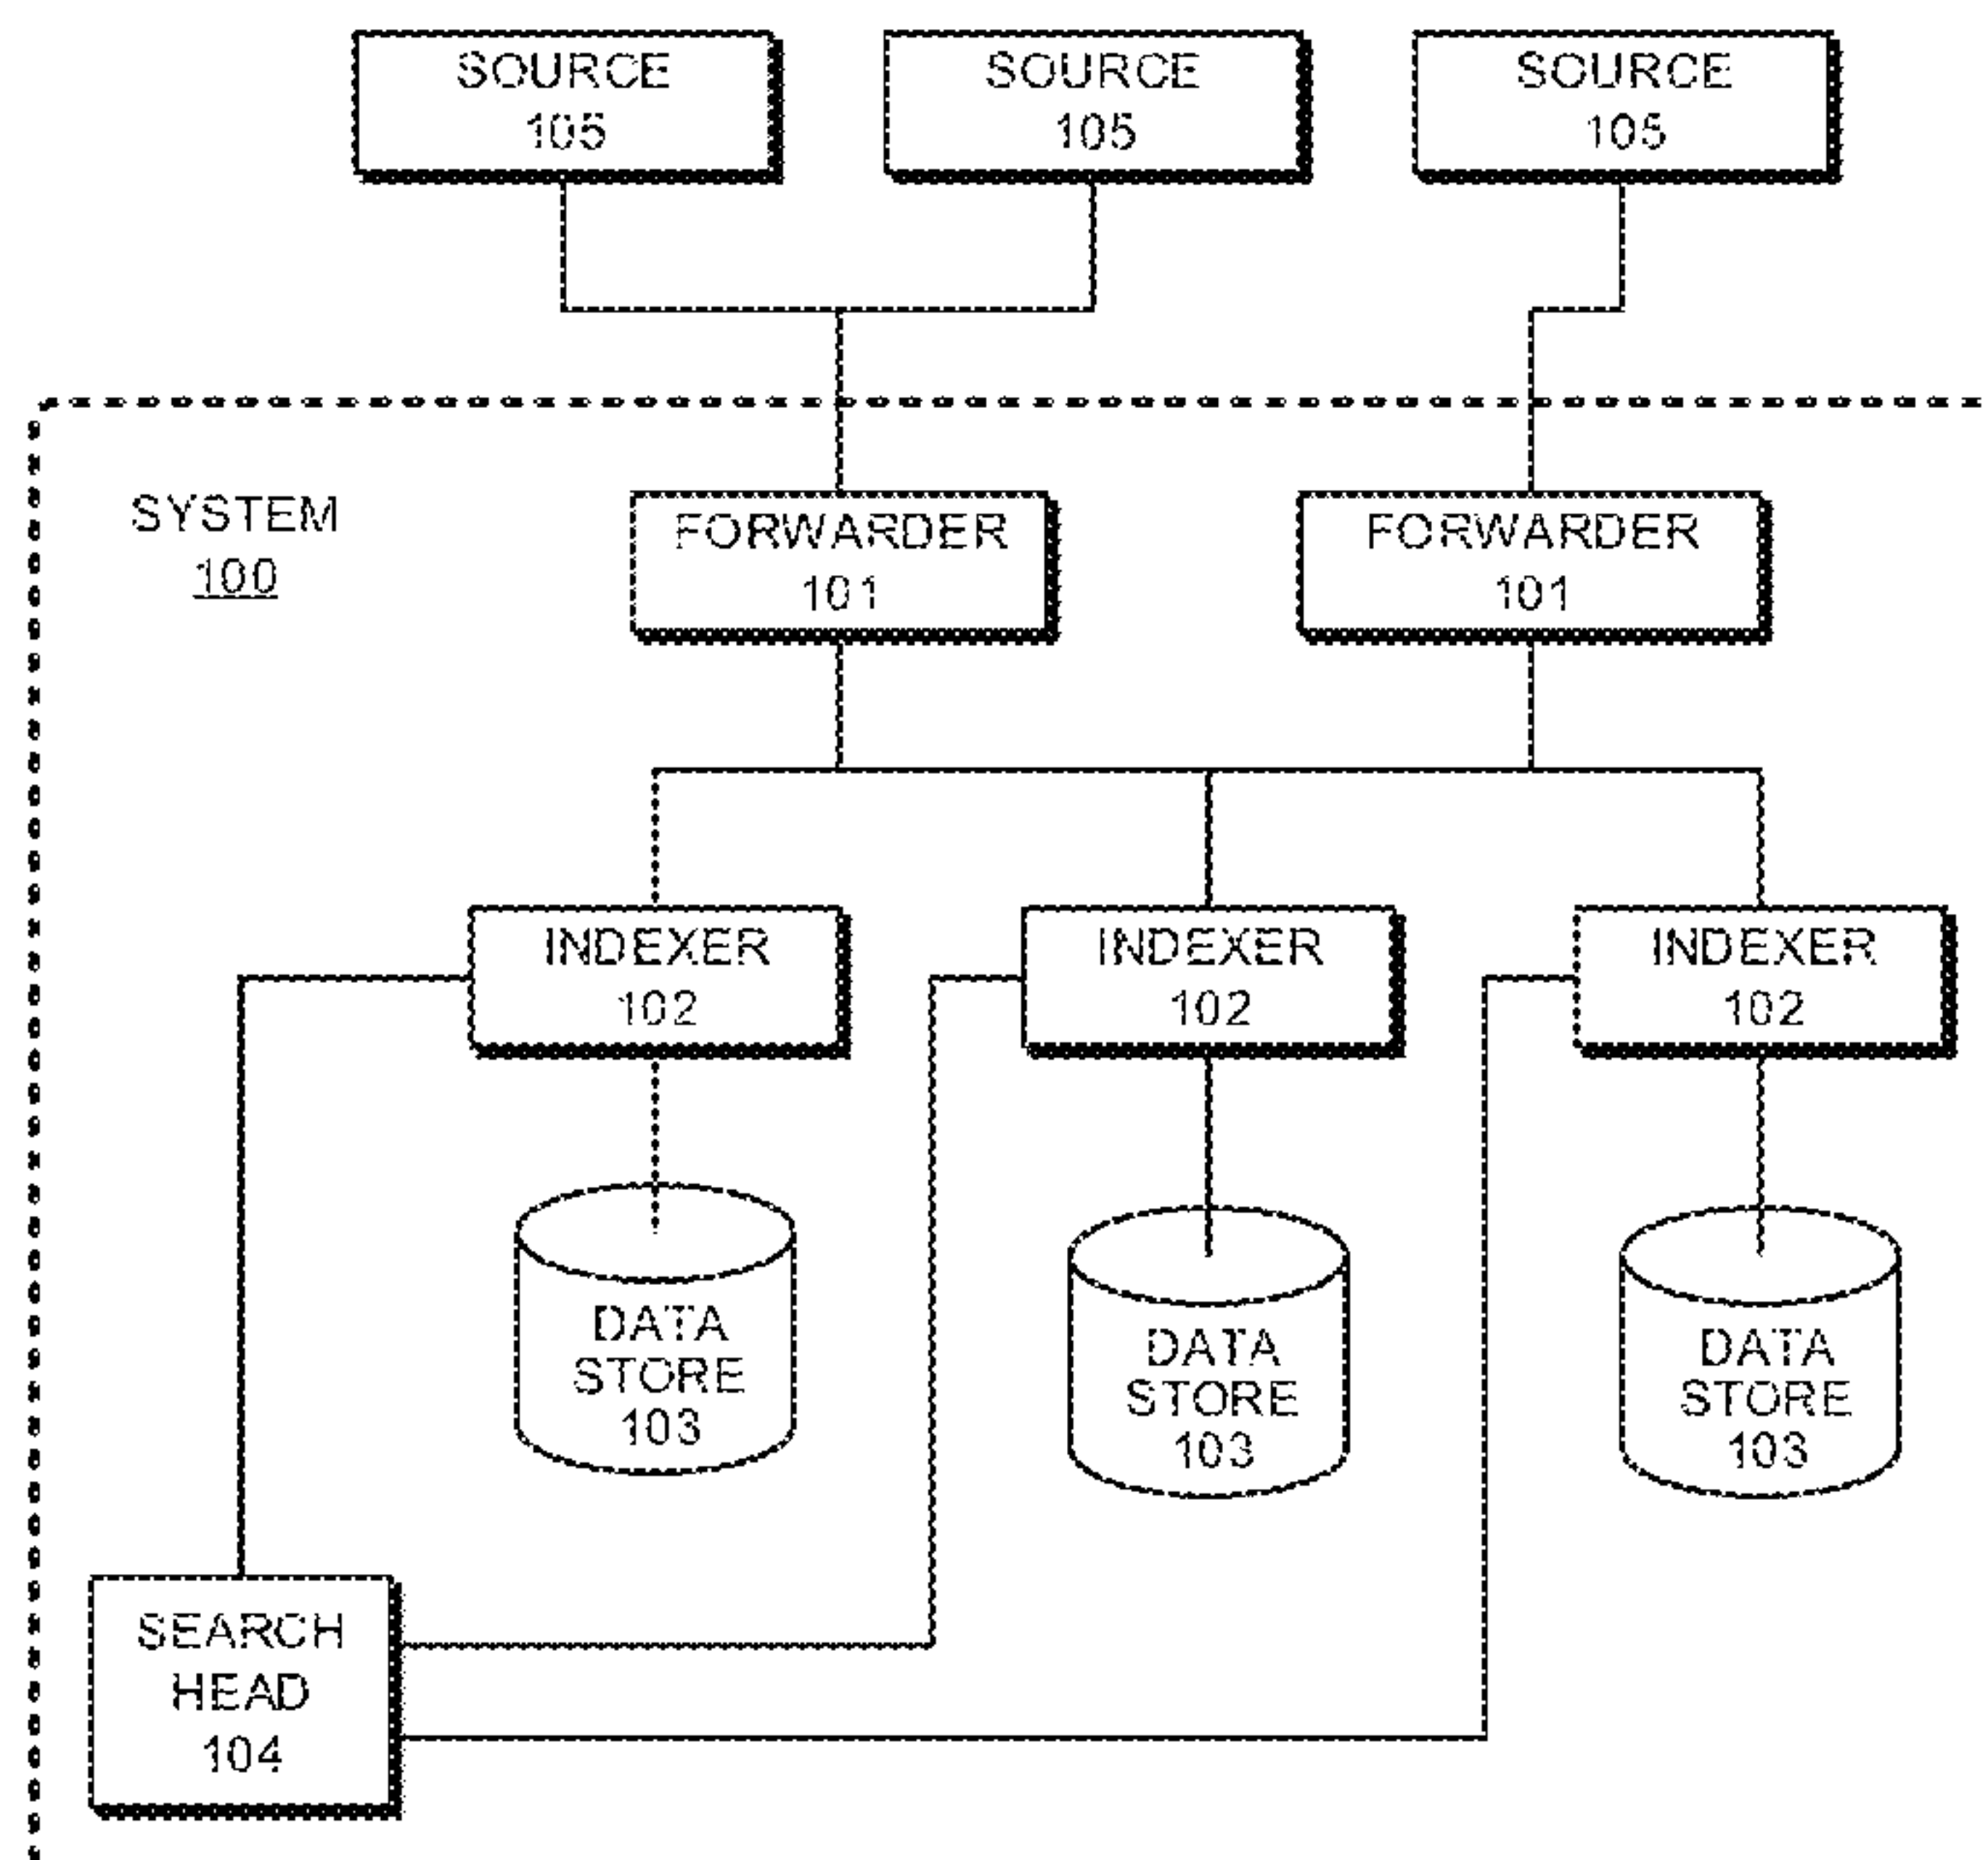 SOURCE
105
SOURCE
105
SOURCE
105
SYSTEM
100
FORWARDER
101
FORWARDER
101
INDEXER
102
INDEXER
102
INDEXER
102
DATA
STORE
103
DATA
STORE
103
DATA
STORE
103
SEARCH
HEAD
104